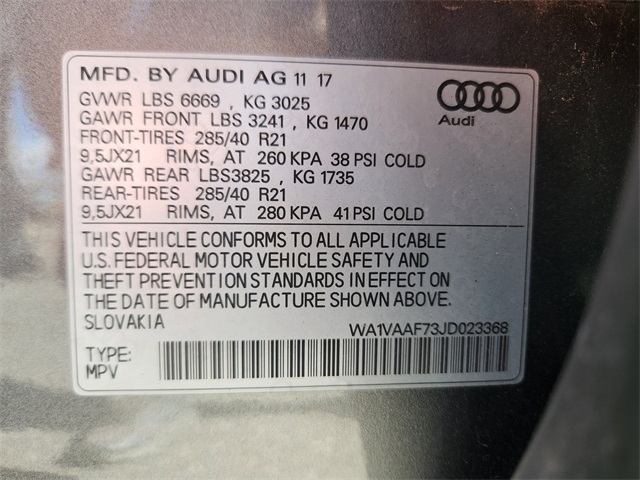 MFD. BY AUDI AG 11 17
GVWR LBS 6669 , KG 3025
GAWR FRONT LBS 3241 , KG 1470
FRONT-TIRES 285/40 R21
9,5JX21 RIMS, AT 260 KPA 38 PSI COLD
GAWR REAR LBS3825 , KG 1735
REAR-TIRES 285/40 R21
9,5JX21 RIMS, AT 280 KPA 41 PSI COLD
Audi
THIS VEHICLE CONFORMS TO ALL APPLICABLE
U.S. FEDERAL MOTOR VEHICLE SAFETY AND
THEFT PREVENTION STANDARDS IN EFFECT ON
THE DATE OF MANUFACTURE SHOWN ABOVE.
SLOVAKIA
WA1VAAF73JD023368
TYPE:
MPV